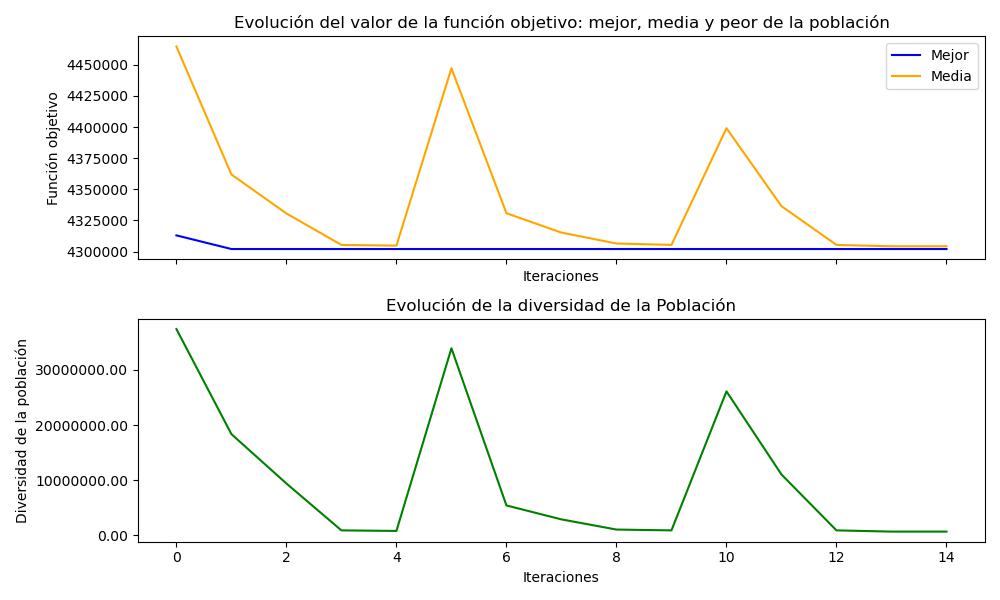 Evolución del valor de la función objetivo: mejor, media y peor de la población
Función objetivo
4450000
4425000
4400000
4375000
4350000
4325000
4300000
Mejor
Media
Iteraciones
Evolución de la diversidad de la Población
Diversidad de la población
30000000.00
20000000.00
10000000.00
0.00
0 2 4 6 8 10 12 14
Iteraciones